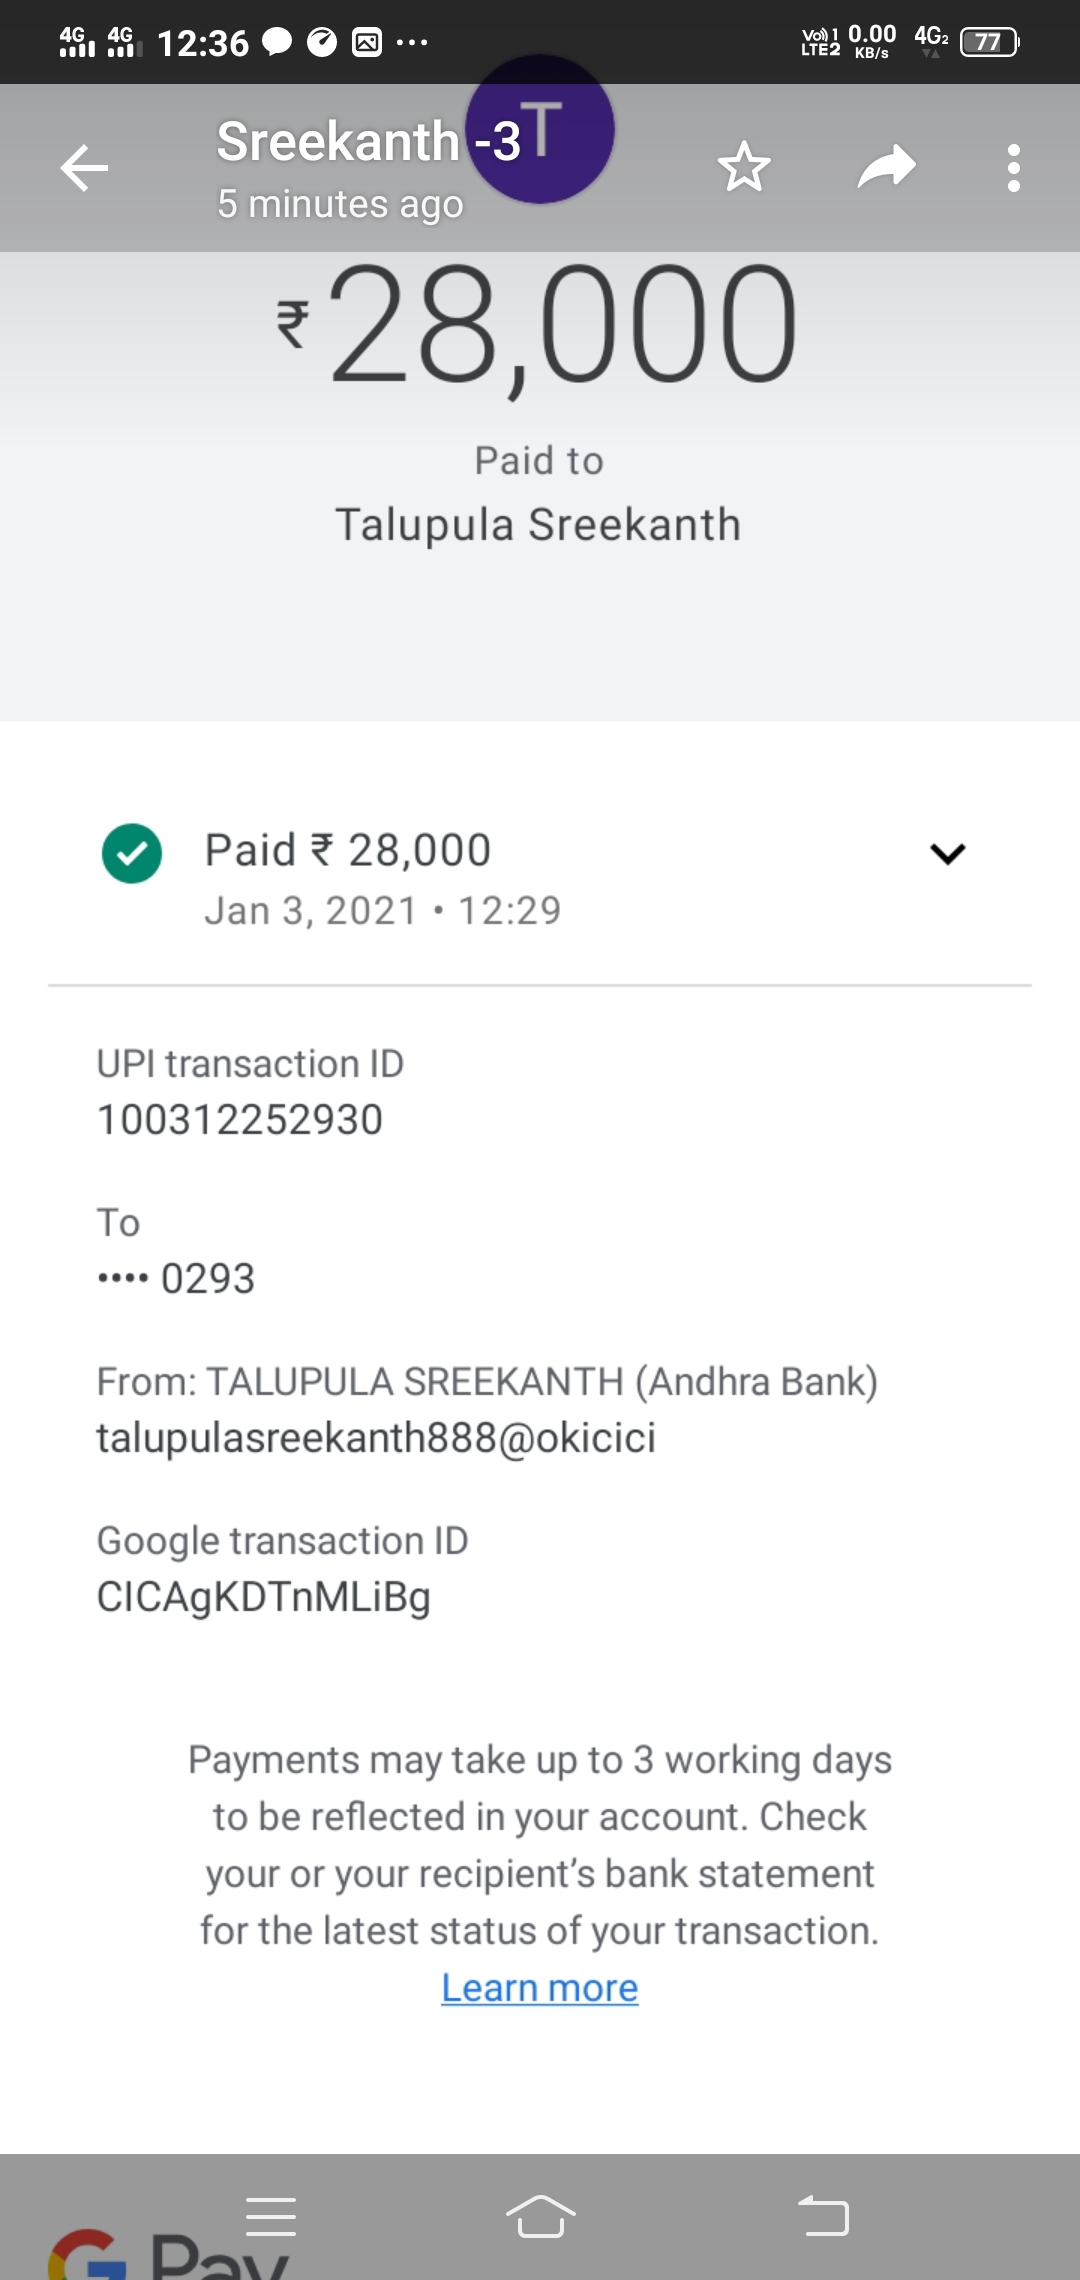 4G 4G 12:36 ... Vo) 1 LTE2 0.00 KB/s 4G2 77
Sreekanth -3 T
5 minutes ago
₹28,000
Paid to
Talupula Sreekanth
Paid ₹ 28,000
Jan 3, 2021 • 12:29
UPI transaction ID
100312252930
To
•••• 0293
From: TALUPULA SREEKANTH (Andhra Bank)
talupulasreekanth888@okicici
Google transaction ID
CICAgKDTnMLiBg
Payments may take up to 3 working days
to be reflected in your account. Check
your or your recipient’s bank statement
for the latest status of your transaction.
Learn more
G Pay